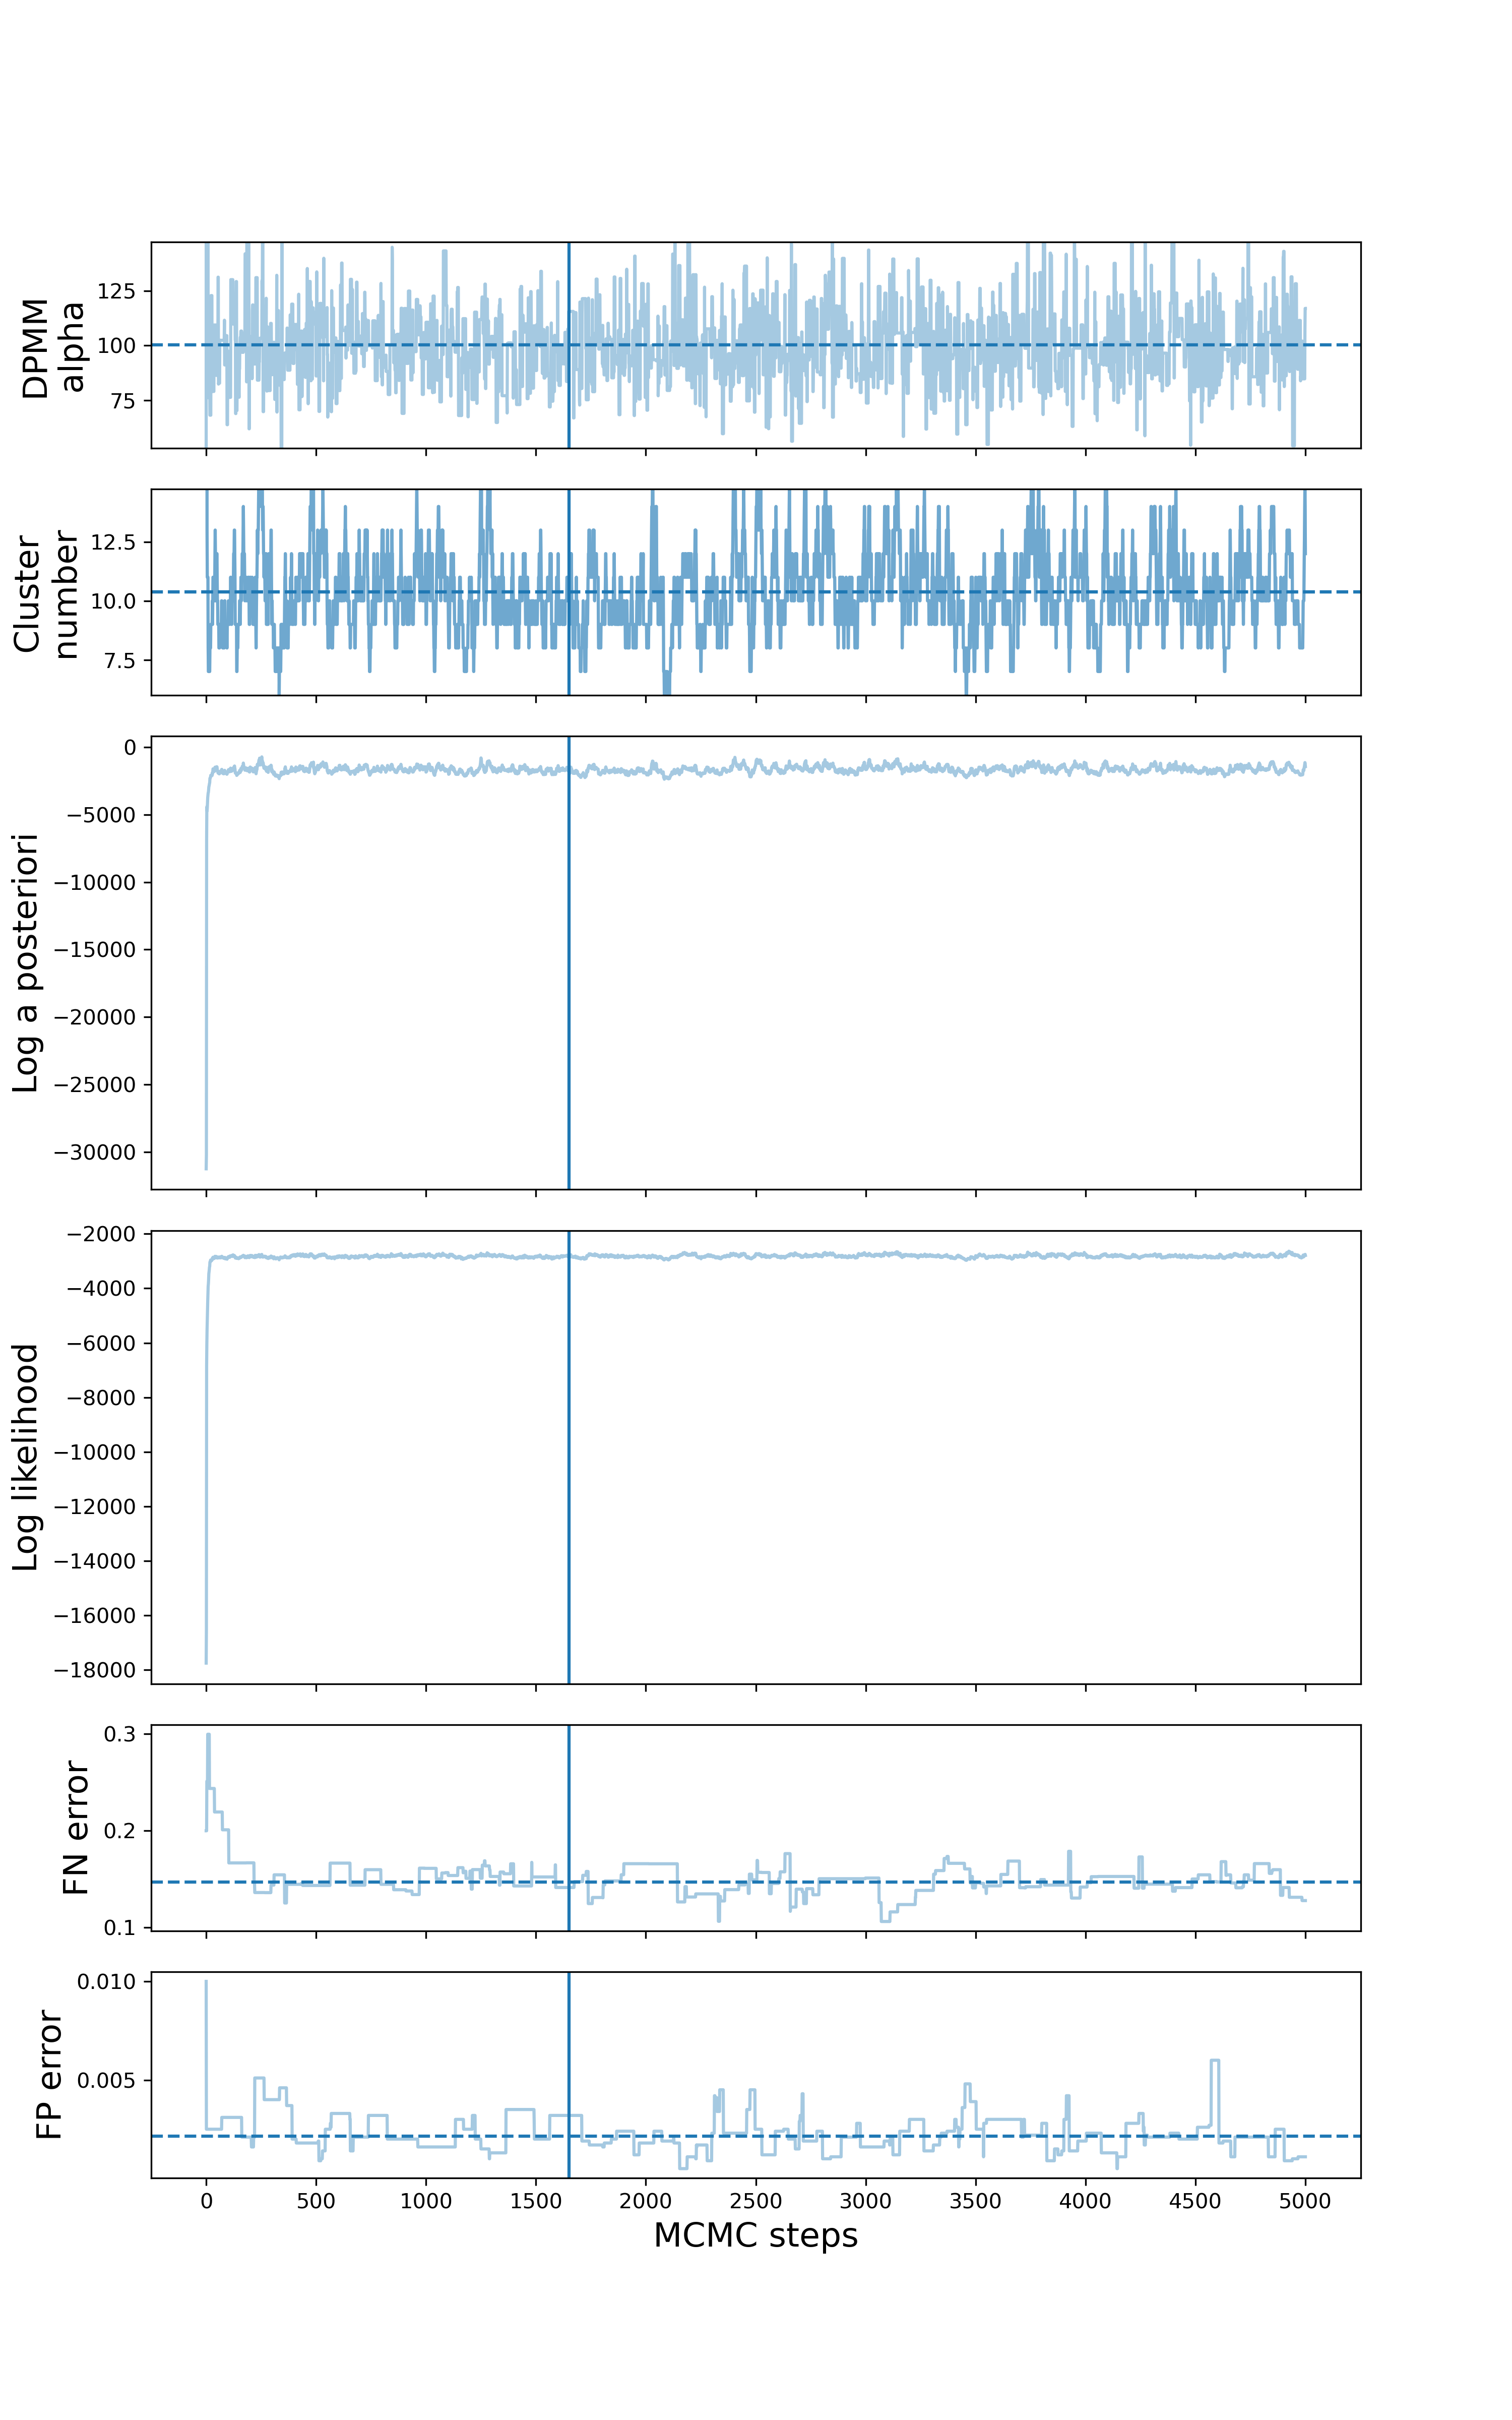 DPMM
alpha
125
100
75
Cluster
number
12.5
10.0
7.5
Log a posteriori
0
−5000
−10000
−15000
−20000
−25000
−30000
Log likelihood
−2000
−4000
−6000
−8000
−10000
−12000
−14000
−16000
−18000
FN error
0.3
0.2
0.1
FP error
0.010
0.005
0 500 1000 1500 2000 2500 3000 3500 4000 4500 5000
MCMC steps